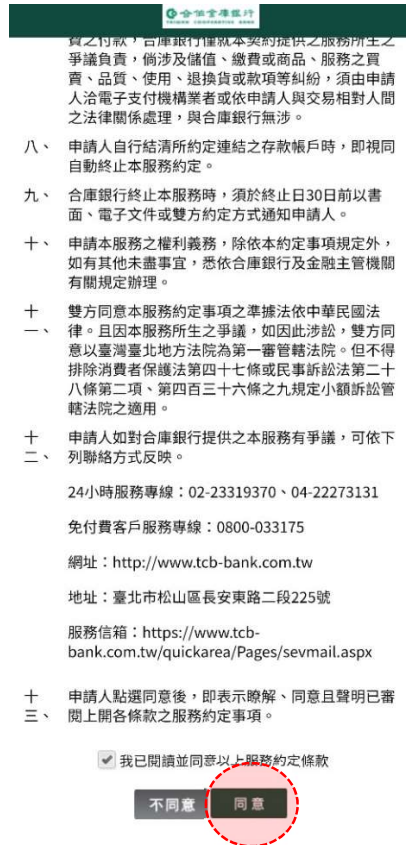 合作金庫銀行
TAIWAN COOPERATIVE BANK
費之付款，合庫銀行僅就本契約提供之服務所生之
爭議負責，倘涉及儲值、繳費或商品、服務之買
賣、品質、使用、退換貨或款項等糾紛，須由申請
人洽電子支付機構業者或依申請人與交易相對人間
之法律關係處理，與合庫銀行無涉。
八、 申請人自行結清所約定連結之存款帳戶時，即視同
自動終止本服務約定。
九、 合庫銀行終止本服務時，須於終止日30日前以書
面、電子文件或雙方約定方式通知申請人。
十、 申請本服務之權利義務，除依本約定事項規定外，
如有其他未盡事宜，悉依合庫銀行及金融主管機關
有關規定辦理。
十 雙方同意本服務約定事項之準據法依中華民國法
一、 律。且因本服務所生之爭議，如因此涉訟，雙方同
意以臺灣臺北地方法院為第一審管轄法院。但不得
排除消費者保護法第四十七條或民事訴訟法第二十
八條第二項、第四百三十六條之九規定小額訴訟管
轄法院之適用。
十 申請人如對合庫銀行提供之本服務有爭議，可依下
二、 列聯絡方式反映。
24小時服務專線：02-23319370、04-22273131
免付費客戶服務專線：0800-033175
網址：http://www.tcb-bank.com.tw
地址：臺北市松山區長安東路二段225號
服務信箱：https://www.tcb-
bank.com.tw/quickarea/Pages/sevmail.aspx
十 申請人點選同意後，即表示瞭解、同意且聲明已審
三、 閱上開各條款之服務約定事項。
我已閱讀並同意以上服務約定條款
不同意 同意